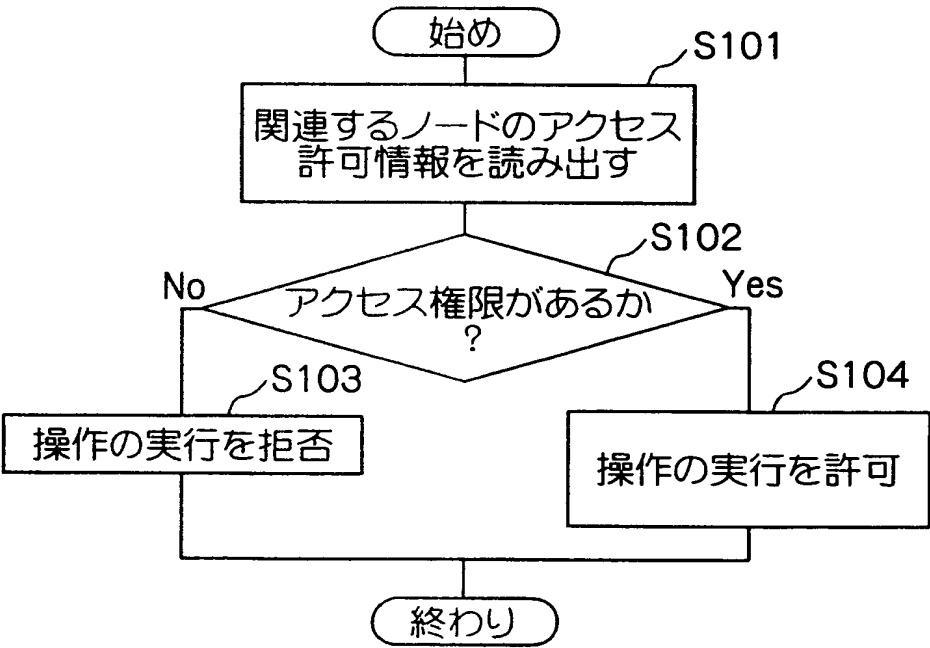 始め
S101
関連するノードのアクセス
許可情報を読み出す
S102
No
アクセス権限があるか
?
Yes
S103
操作の実行を拒否
S104
操作の実行を許可
終わり